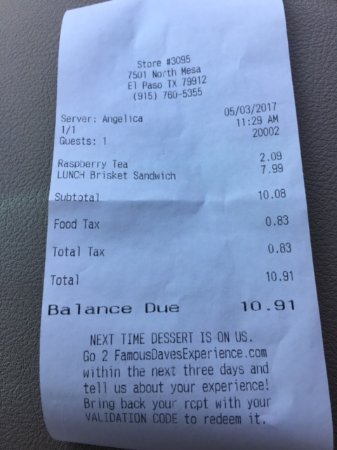 Store #3095
7501 North Mesa
El Paso TX 79912
(915) 760-5355
Server: Angelica 05/03/2017
1/1 11:29 AM
Guests: 1 20002
Raspberry Tea 2.09
LUNCH Brisket Sandwich 7.99
Subtotal 10.08
Food Tax 0.83
Total Tax 0.83
Total 10.91
Balance Due 10.91
NEXT TIME DESSERT IS ON US.
Go 2 FamousDavesExperience.com
within the next three days and
tell us about your experience!
Bring back your rcpt with your
VALIDATION CODE to redeem it.